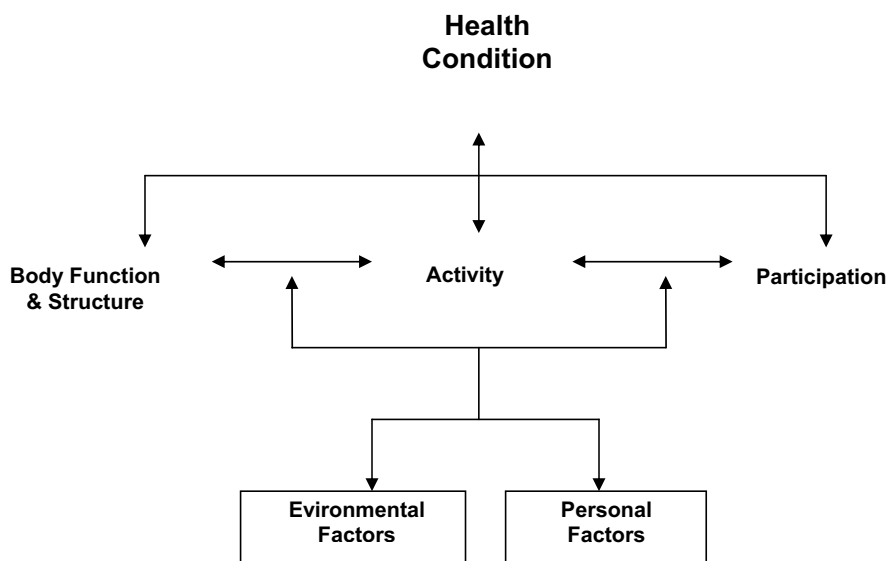 Health
Condition
Body Function
& Structure
Activity
Participation
Evironmental
Factors
Personal
Factors